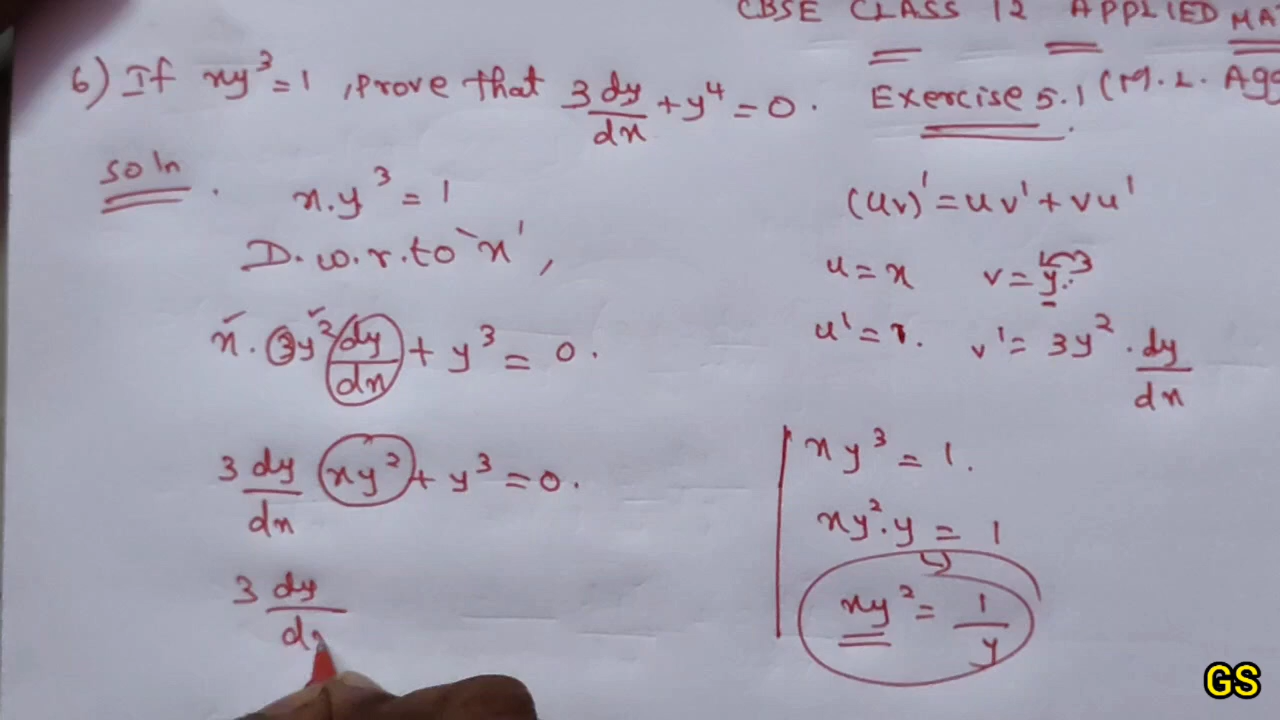 CBSE CLASS 12 APPLIED MA
6) If xy³ = 1, prove that 3 dy/dx + y⁴ = 0. Exercise 5.1 (M.L. Agg
Soln.
x.y³ = 1
D.w.r.to 'x',
x. 3y² dy/dx + y³ = 0.
3 dy/dx xy² + y³ = 0.
3 dy/dx
(uv)' = uv' + vu'
u = x v = y³
u' = 1. v' = 3y². dy/dx
xy³ = 1.
xy².y = 1
xy² = 1/y
GS